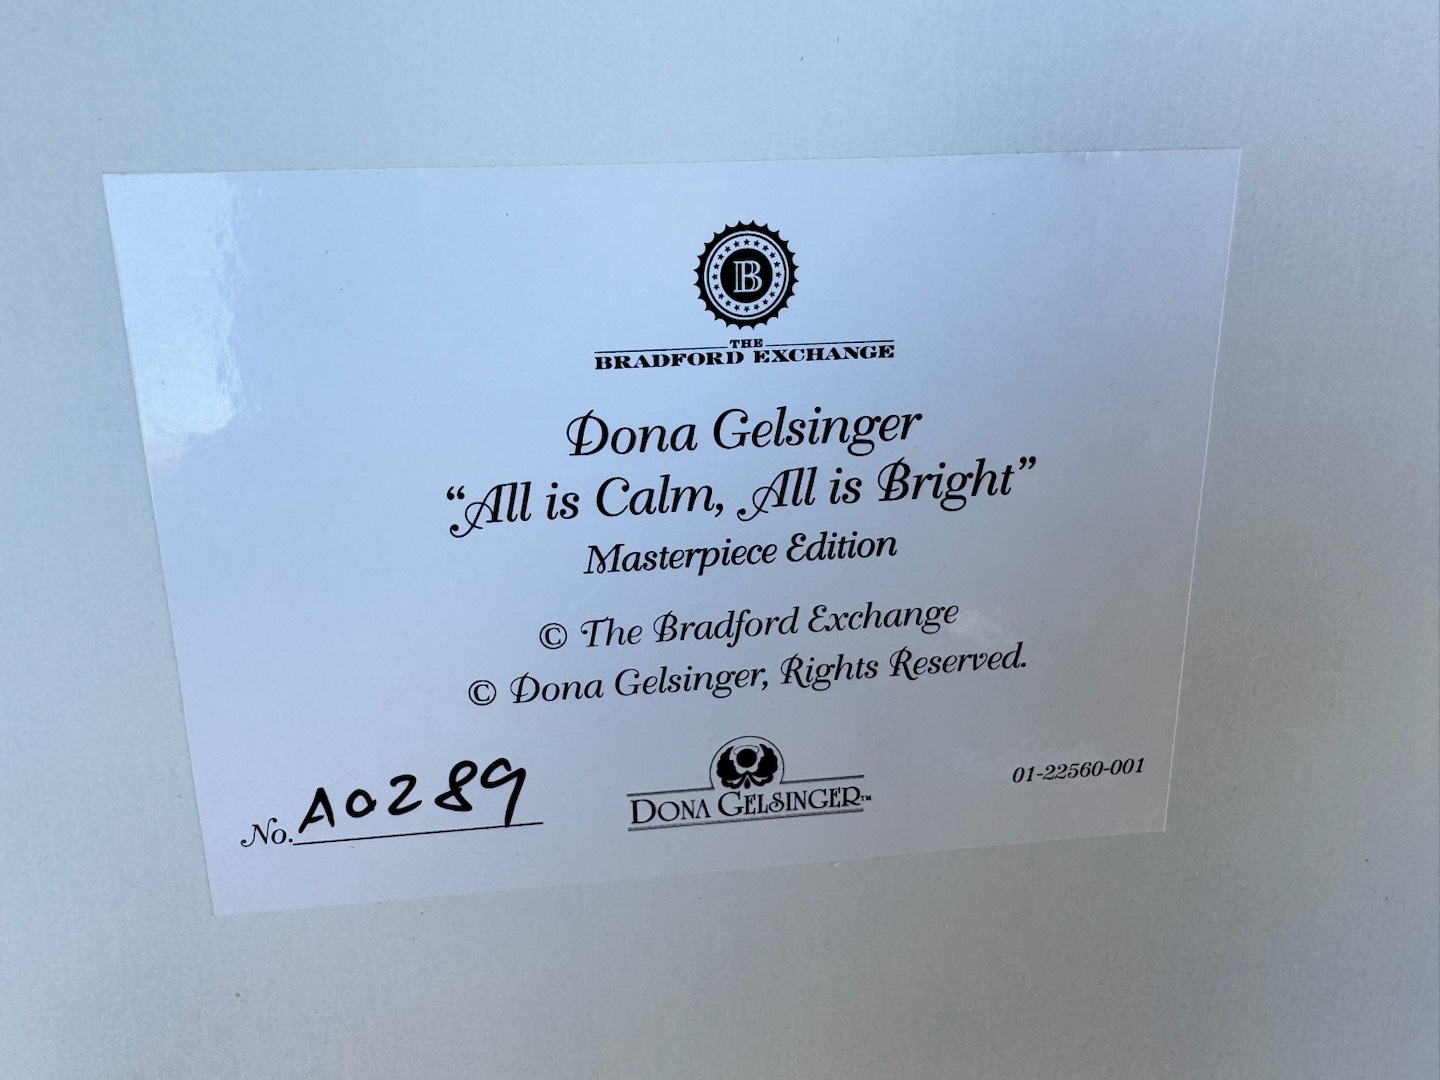 B
THE
BRADFORD EXCHANGE
Dona Gelsinger
“All is Calm, All is Bright”
Masterpiece Edition
© The Bradford Exchange
© Dona Gelsinger, Rights Reserved.
No. A0289
DONA GELSINGER™
01-22560-001